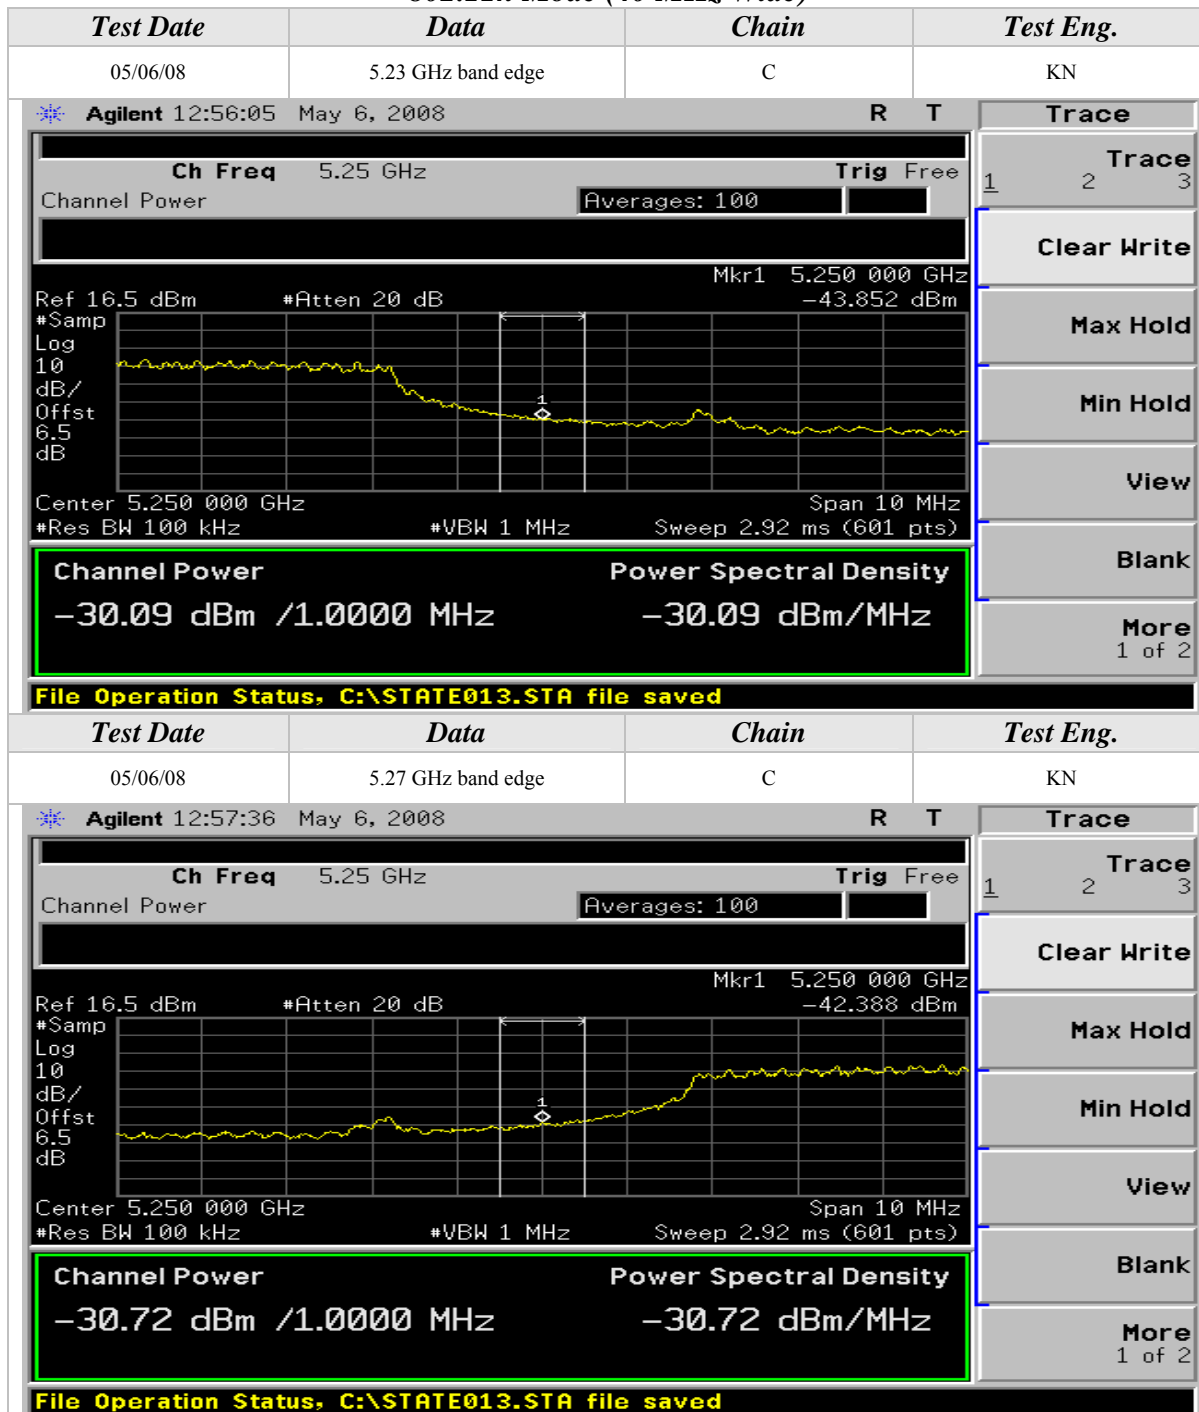 802.11n Mode (40 MHz Wide)
Test Date Data Chain Test Eng.
05/06/08 5.23 GHz band edge C KN
Agilent 12:56:05 May 6, 2008 R T Trace
Ch Freq 5.25 GHz Trig Free
Channel Power Averages: 100
Trace
1 2 3
Clear Write
Max Hold
Min Hold
View
Blank
More
1 of 2
Mkr1 5.250 000 GHz
Ref 16.5 dBm #Atten 20 dB -43.852 dBm
#Samp
Log
10
dB/
Offst
6.5
dB
1
Center 5.250 000 GHz Span 10 MHz
#Res BW 100 kHz #VBW 1 MHz Sweep 2.92 ms (601 pts)
Channel Power Power Spectral Density
-30.09 dBm /1.0000 MHz -30.09 dBm/MHz
File Operation Status, C:\STATE013.STA file saved
Test Date Data Chain Test Eng.
05/06/08 5.27 GHz band edge C KN
Agilent 12:57:36 May 6, 2008 R T Trace
Ch Freq 5.25 GHz Trig Free
Channel Power Averages: 100
Trace
1 2 3
Clear Write
Max Hold
Min Hold
View
Blank
More
1 of 2
Mkr1 5.250 000 GHz
Ref 16.5 dBm #Atten 20 dB -42.388 dBm
#Samp
Log
10
dB/
Offst
6.5
dB
1
Center 5.250 000 GHz Span 10 MHz
#Res BW 100 kHz #VBW 1 MHz Sweep 2.92 ms (601 pts)
Channel Power Power Spectral Density
-30.72 dBm /1.0000 MHz -30.72 dBm/MHz
File Operation Status, C:\STATE013.STA file saved